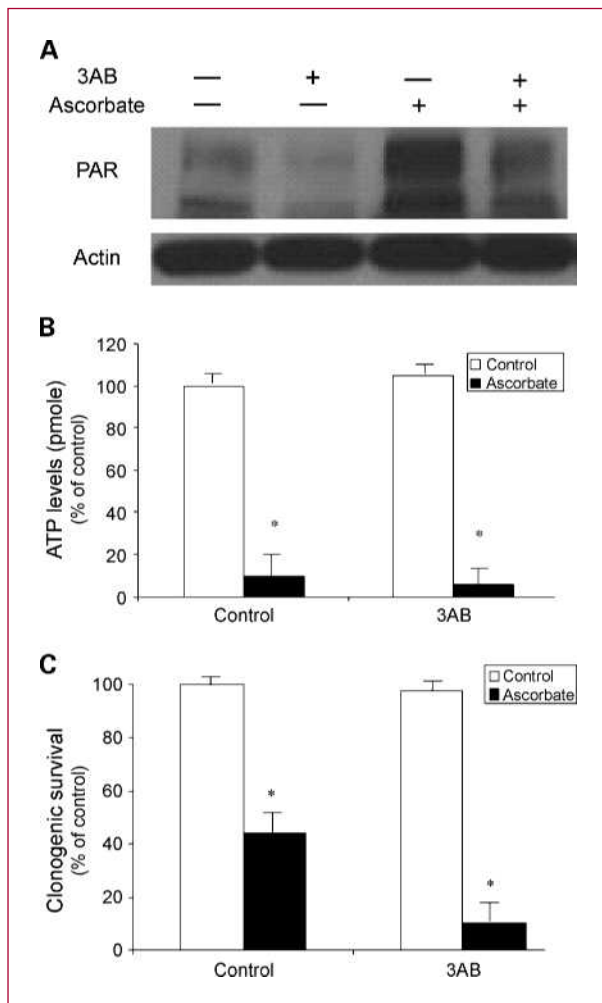 A
3AB — + — +
Ascorbate — — + +
PAR
Actin
B
ATP levels (pmole)
(% of control)
120
100
80
60
40
20
0
Control
Ascorbate
*
*
Control 3AB
C
Clonogenic survival
(% of control)
100
80
60
40
20
0
Control
Ascorbate
*
*
Control 3AB